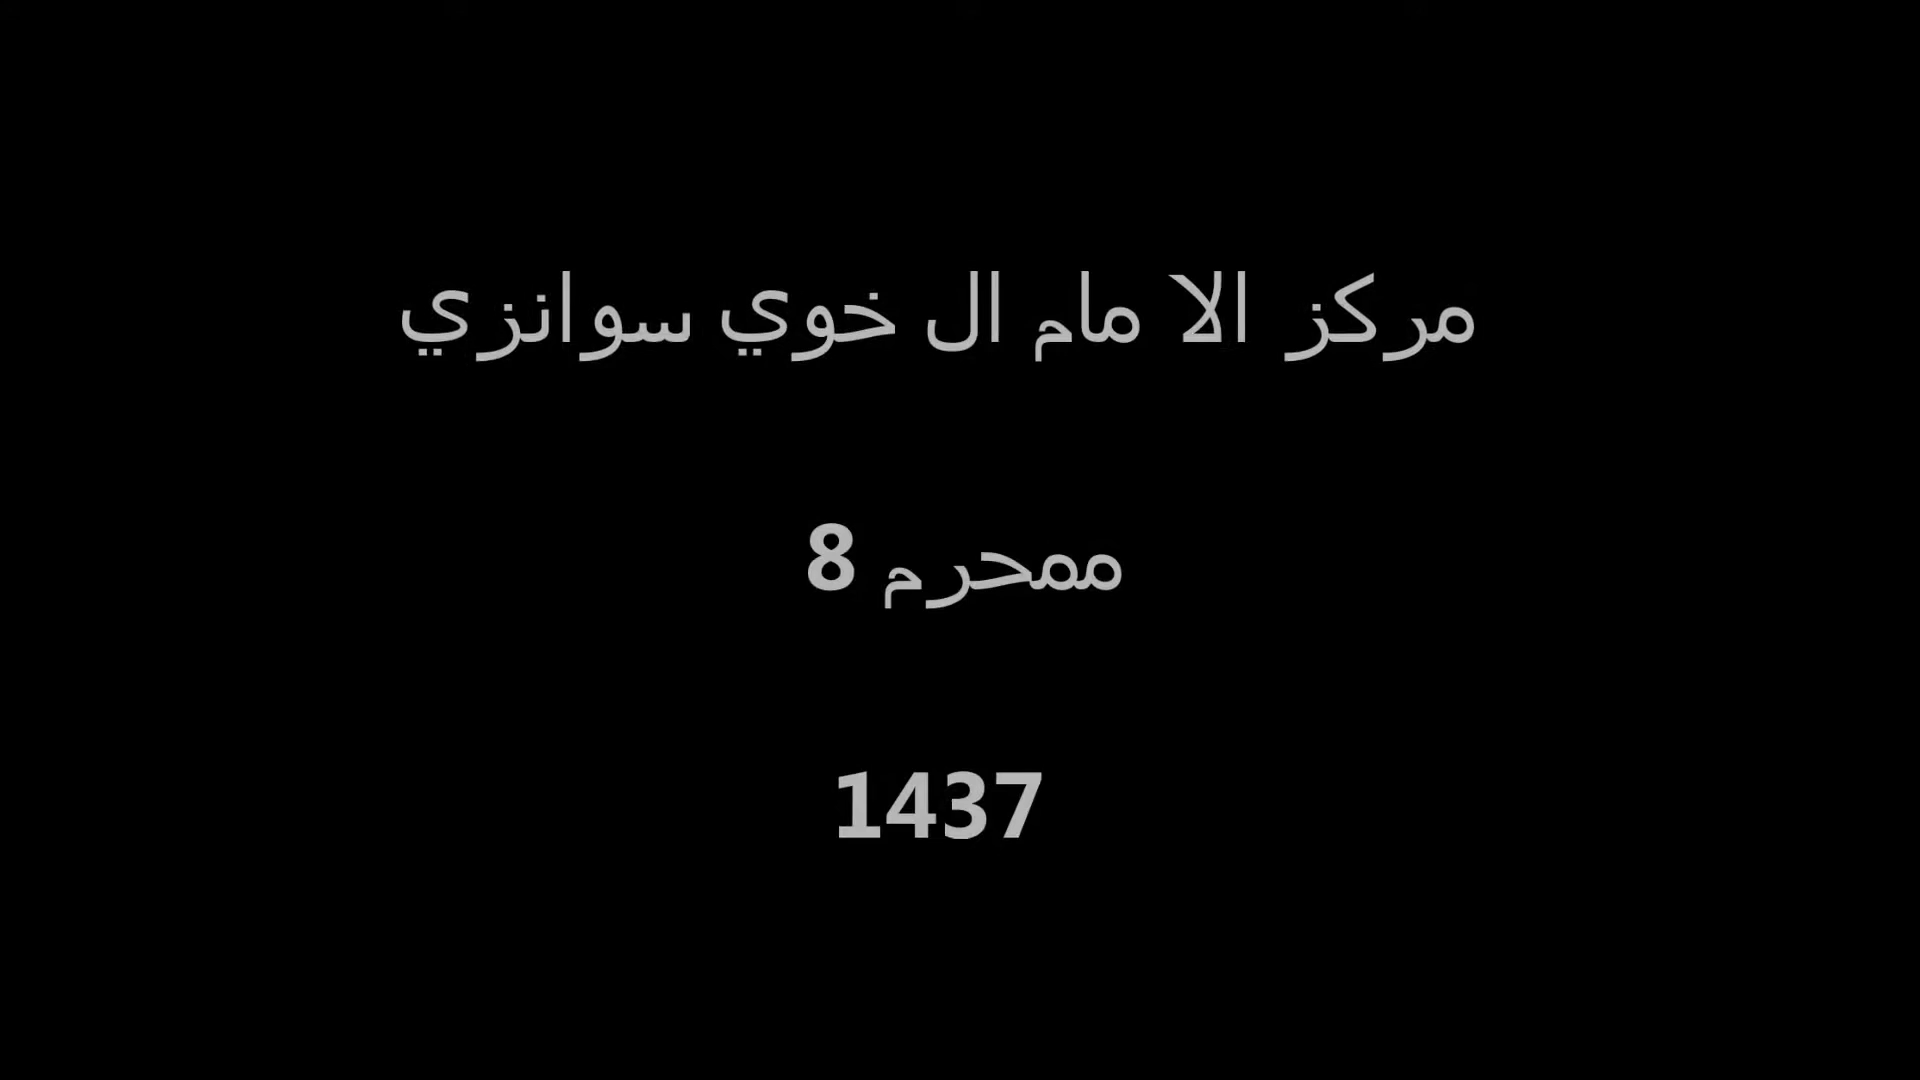 مركز الا مام ال خوي سوانزي
ممحرم 8
1437